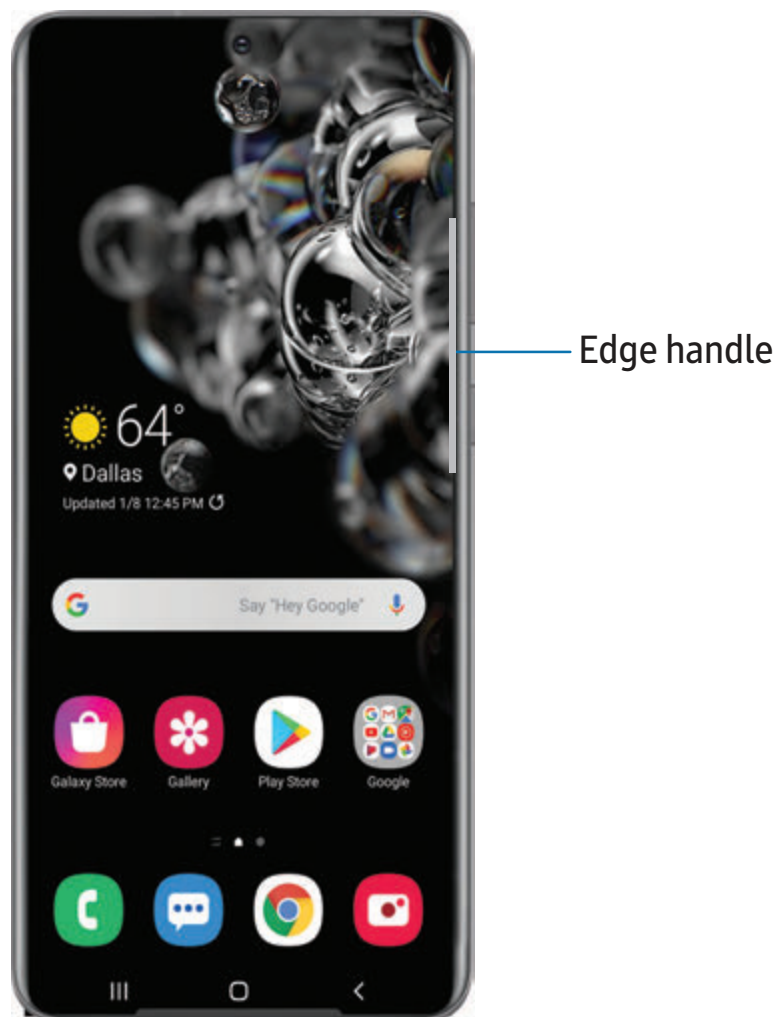 Edge handle
64°
Dallas
Updated 1/8 12:45 PM
Say "Hey Google"
Galaxy Store Gallery Play Store Google